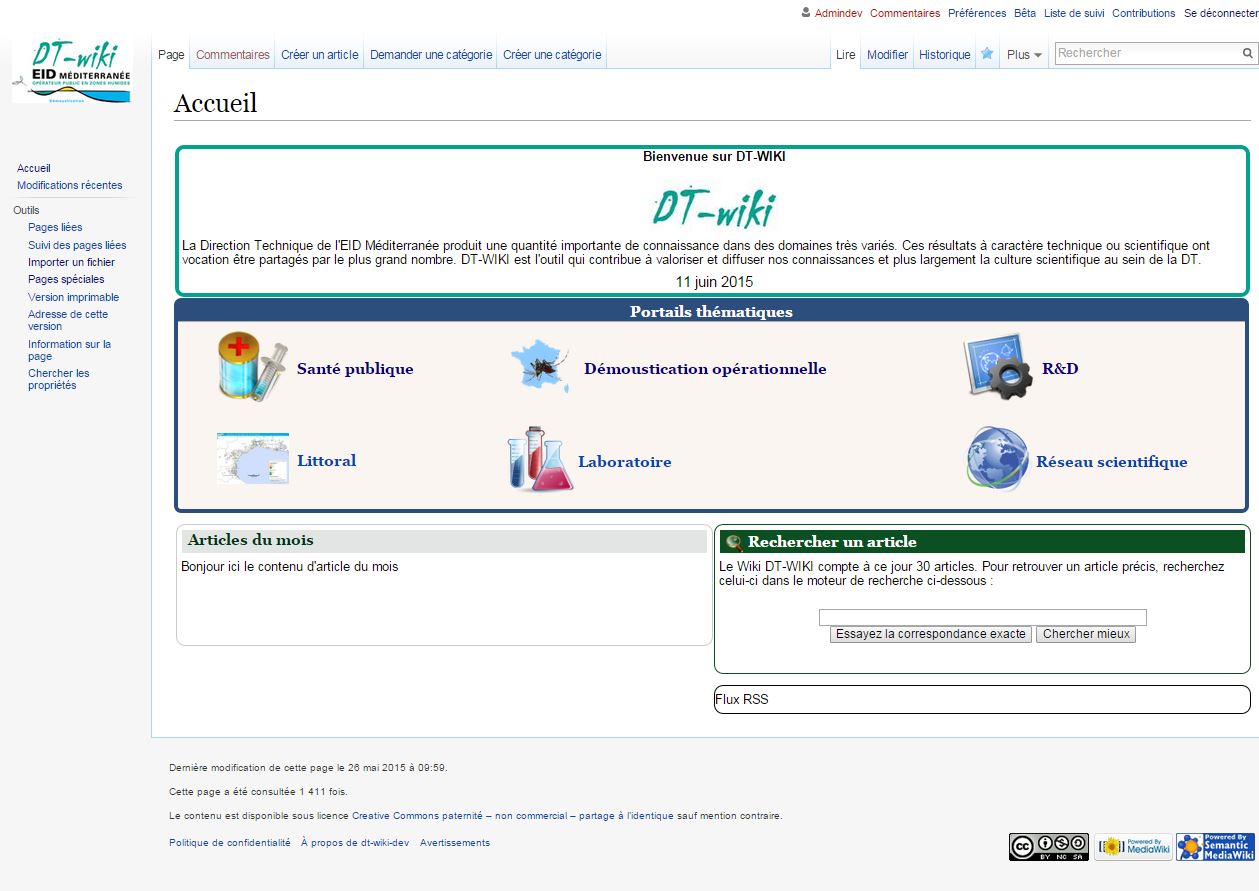 Admindev Commentaires Préférences Bêta Liste de suivi Contributions Se déconnecter
DT-wiki
EID MÉDITERRANÉE
OPÉRATEUR PUBLIC EN ZONES HUMIDES
Démoustication
Page Commentaires Créer un article Demander une catégorie Créer une catégorie Lire Modifier Historique Plus Rechercher
Accueil
Accueil
Modifications récentes
Outils
Pages liées
Suivi des pages liées
Importer un fichier
Pages spéciales
Version imprimable
Adresse de cette
version
Information sur la
page
Chercher les
propriétés
Bienvenue sur DT-WIKI
DT-wiki
La Direction Technique de l'EID Méditerranée produit une quantité importante de connaissance dans des domaines très variés. Ces résultats à caractère technique ou scientifique ont
vocation être partagés par le plus grand nombre. DT-WIKI est l'outil qui contribue à valoriser et diffuser nos connaissances et plus largement la culture scientifique au sein de la DT.
11 juin 2015
Portails thématiques
Santé publique Démoustication opérationnelle R&D
Littoral Laboratoire Réseau scientifique
Articles du mois
Bonjour ici le contenu d'article du mois
Rechercher un article
Le Wiki DT-WIKI compte à ce jour 30 articles. Pour retrouver un article précis, recherchez
celui-ci dans le moteur de recherche ci-dessous :
Essayez la correspondance exacte Chercher mieux
Flux RSS
Dernière modification de cette page le 26 mai 2015 à 09:59.
Cette page a été consultée 1 411 fois.
Le contenu est disponible sous licence Creative Commons paternité – non commercial – partage à l'identique sauf mention contraire.
Politique de confidentialité À propos de dt-wiki-dev Avertissements
cc BY NC SA
Powered By
MediaWiki
Powered By
Semantic
MediaWiki